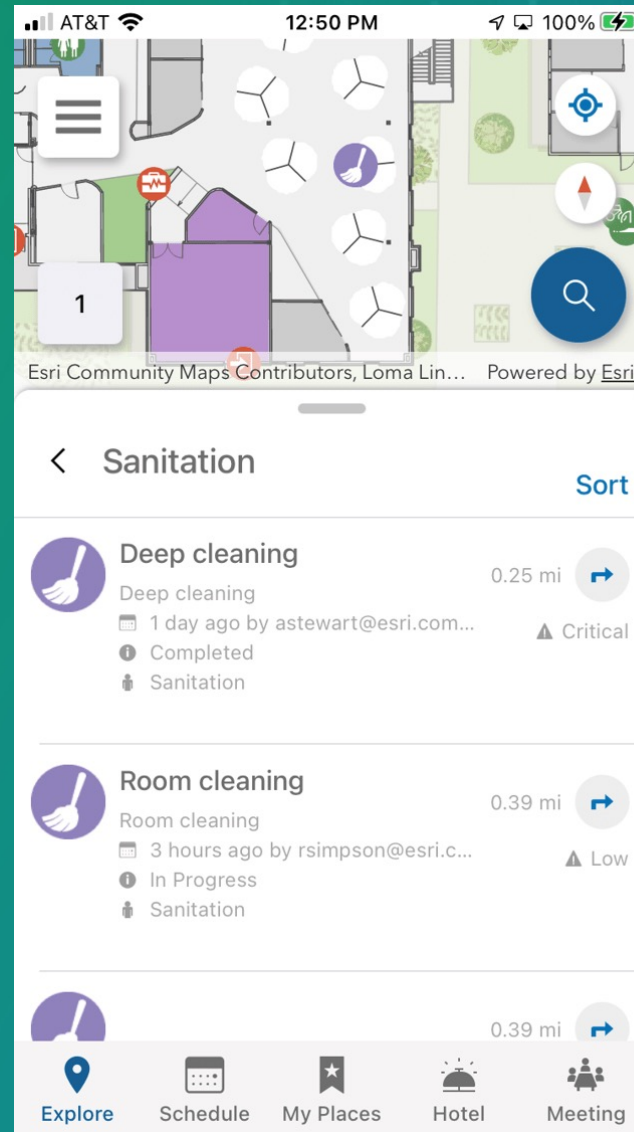 AT&T 12:50 PM 100%
1
Esri Community Maps Contributors, Loma Lin... Powered by Esri
Sanitation
Sort
Deep cleaning
0.25 mi
Deep cleaning
1 day ago by astewart@esri.com...
Critical
Completed
Sanitation
Room cleaning
0.39 mi
Room cleaning
3 hours ago by rsimpson@esri.c...
Low
In Progress
Sanitation
0.39 mi
Explore Schedule My Places Hotel Meeting